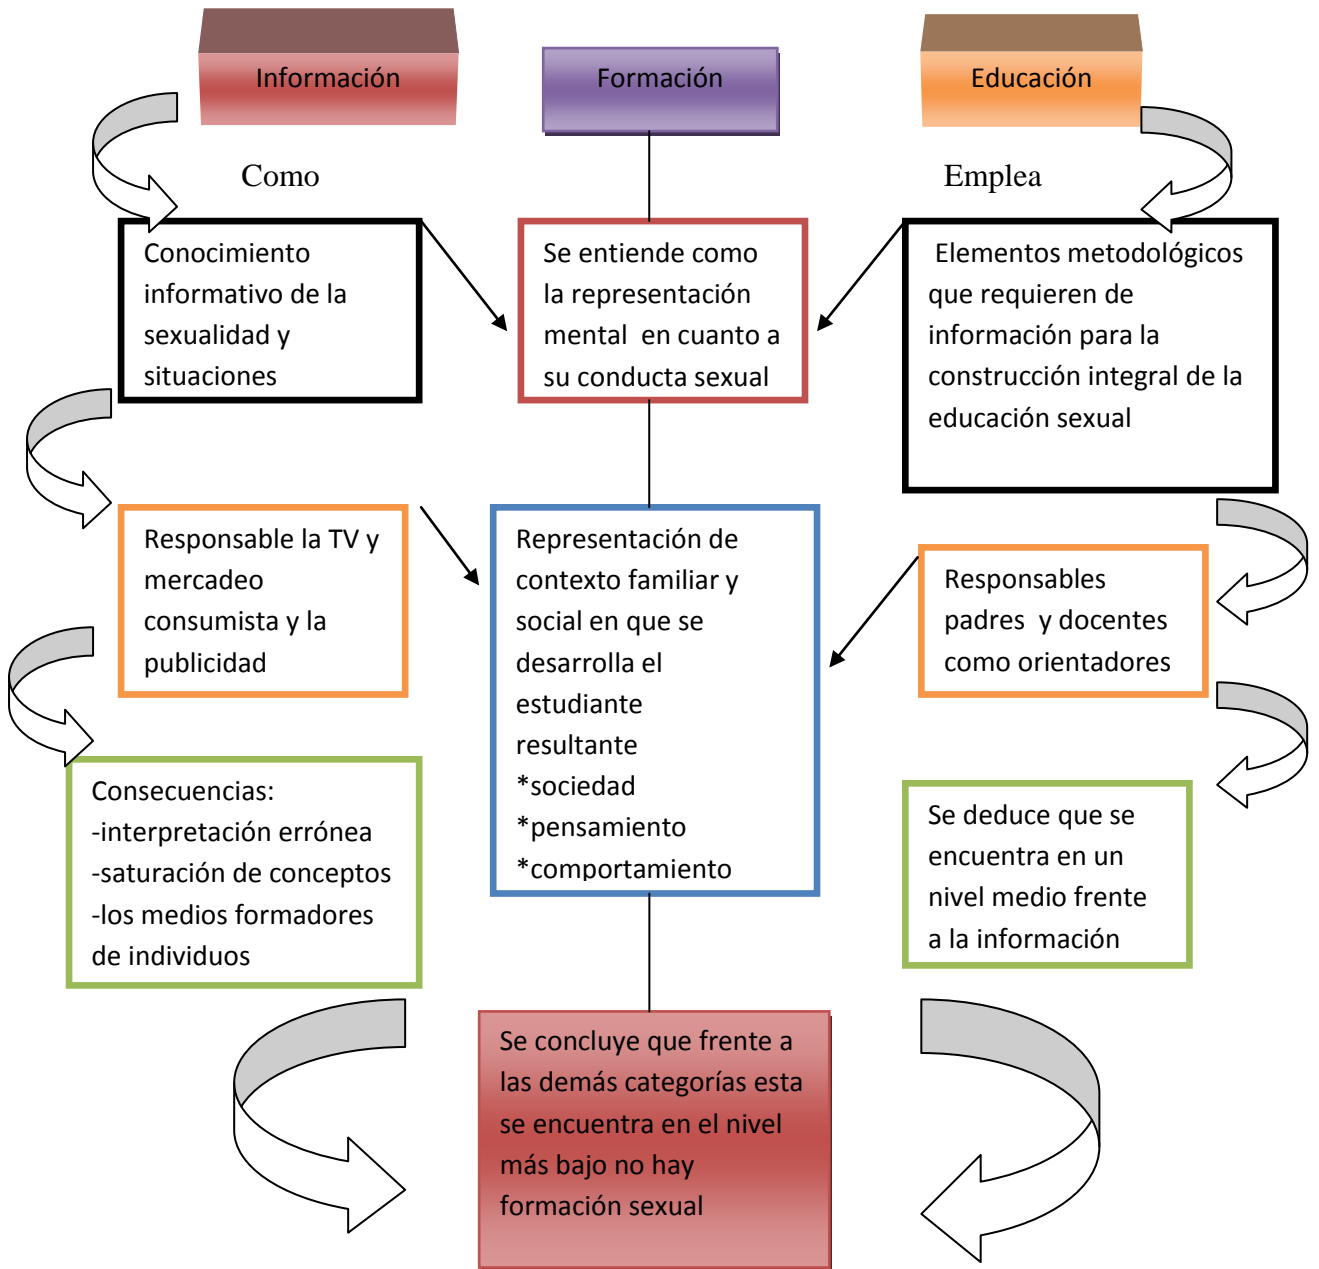 Información
Formación
Educación
Como
Emplea
Conocimiento
informativo de la
sexualidad y
situaciones
Se entiende como
la representación
mental en cuanto a
su conducta sexual
Elementos metodológicos
que requieren de
información para la
construcción integral de la
educación sexual
Responsable la TV y
mercadeo
consumista y la
publicidad
Representación de
contexto familiar y
social en que se
desarrolla el
estudiante
resultante
*sociedad
*pensamiento
*comportamiento
Responsables
padres y docentes
como orientadores
Consecuencias:
-interpretación errónea
-saturación de conceptos
-los medios formadores
de individuos
Se deduce que se
encuentra en un
nivel medio frente
a la información
Se concluye que frente a
las demás categorías esta
se encuentra en el nivel
más bajo no hay
formación sexual